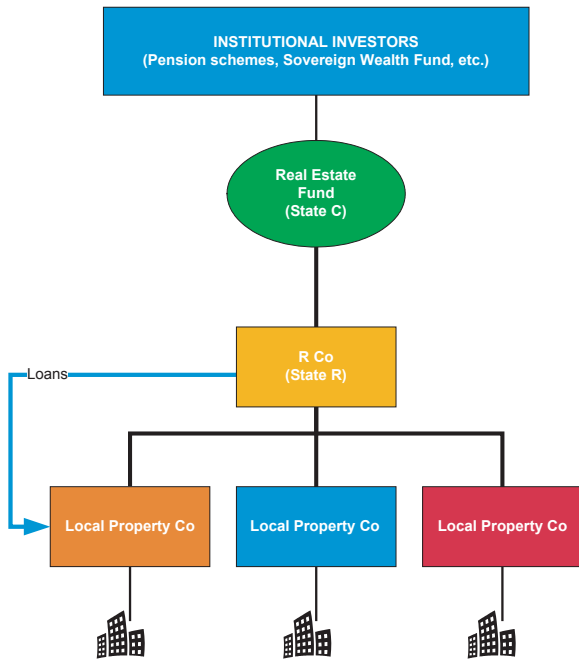 INSTITUTIONAL INVESTORS
(Pension schemes, Sovereign Wealth Fund, etc.)
Real Estate
Fund
(State C)
R Co
(State R)
Loans
Local Property Co
Local Property Co
Local Property Co